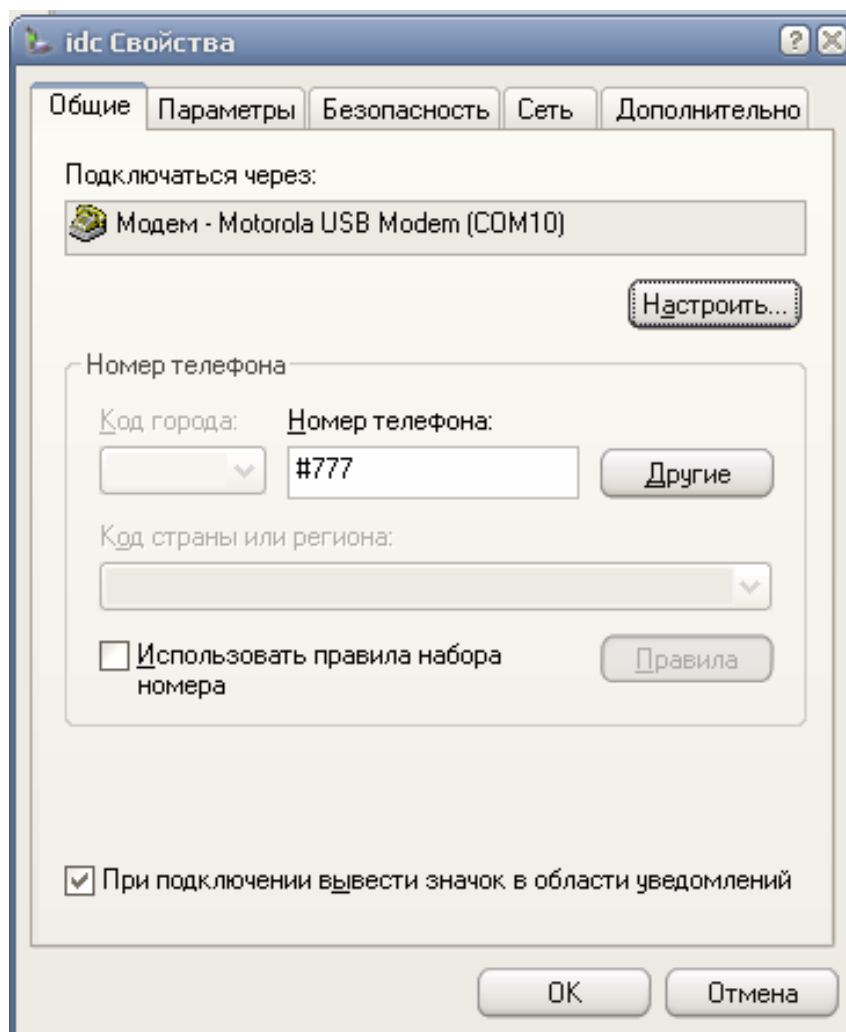 idc Свойства
Общие Параметры Безопасность Сеть Дополнительно
Подключаться через:
Модем - Motorola USB Modem (COM10)
Настроить...
Номер телефона
Код города: Номер телефона:
#777 Другие
Код страны или региона:
Использовать правила набора
номера
Правила
При подключении вывести значок в области уведомлений
OK Отмена